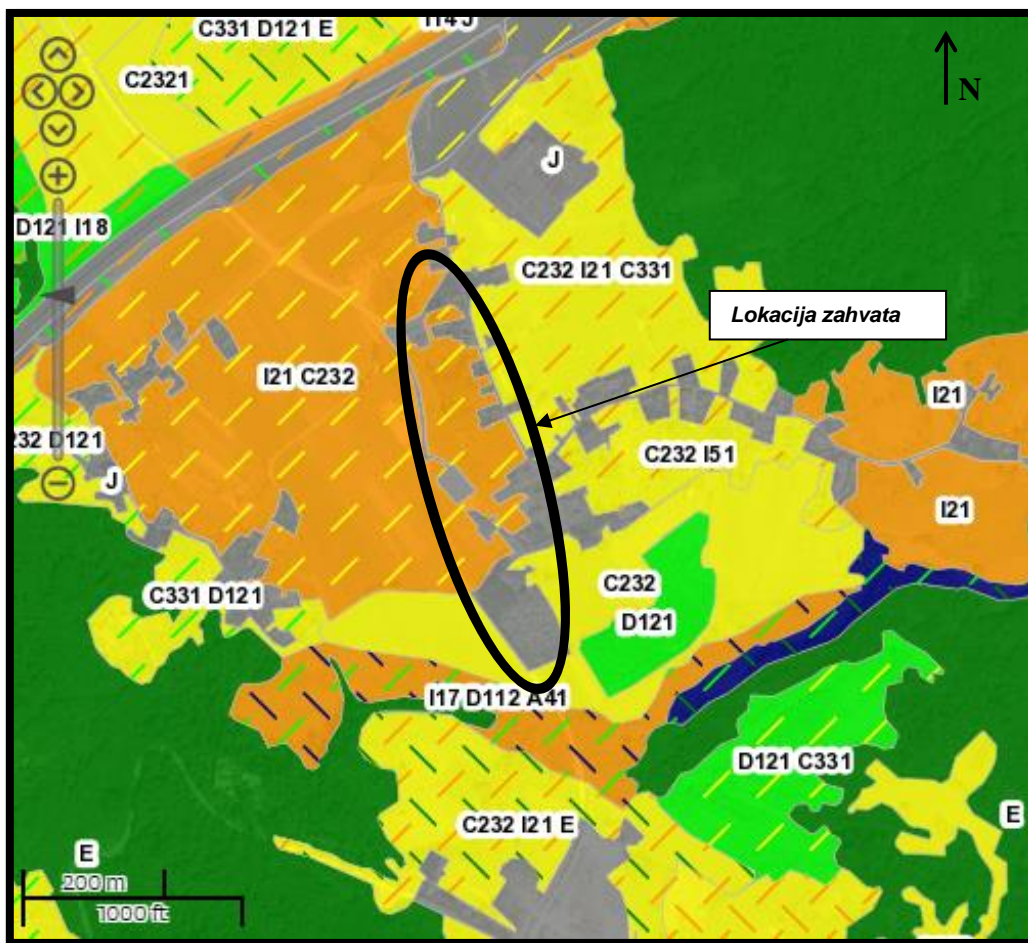 C331 D121 E
I14 J
C2321
N
J
D121 I18
C232 I21 C331
Lokacija zahvata
I21 C232
I21
232 D121
C232 I51
J
I21
C331 D121
C232
D121
I17 D112 A41
D121 C331
C232 I21 E
E
E
200 m
1000 ft